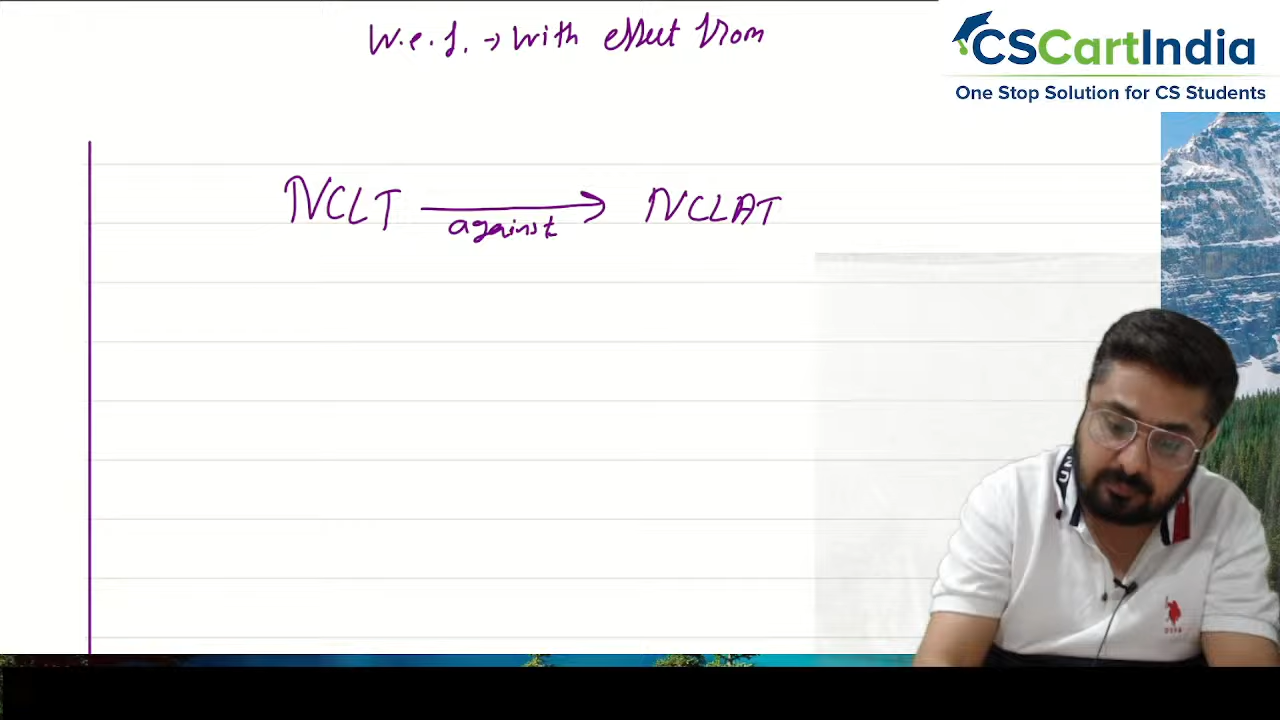 W.e.f. → With effect from
CSCartIndia
One Stop Solution for CS Students
NCLT → NCLAT
against